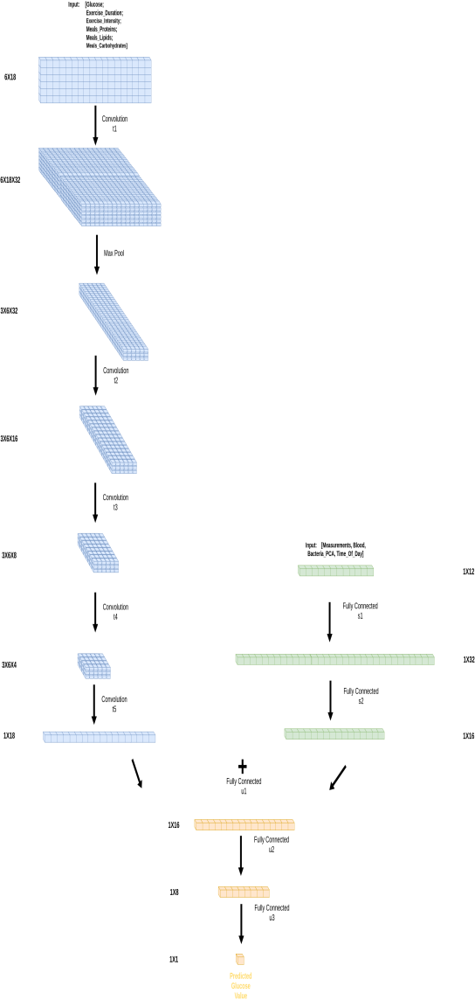 Input: [Glucose;
Exercise_Duration;
Exercise_Intensity;
Meals_Proteins;
Meals_Lipids;
Meals_Carbohydrates]
6X18
Convolution
t1
6X18X32
Max Pool
3X6X32
Convolution
t2
3X6X16
Convolution
t3
3X6X8
Convolution
t4
3X6X4
Convolution
t5
1X18
Input: [Measurements, Blood,
Bacteria_PCA, Time_Of_Day]
1X12
Fully Connected
s1
1X32
Fully Connected
s2
1X16
+
Fully Connected
u1
1X16
Fully Connected
u2
1X8
Fully Connected
u3
1X1
Predicted
Glucose
Value